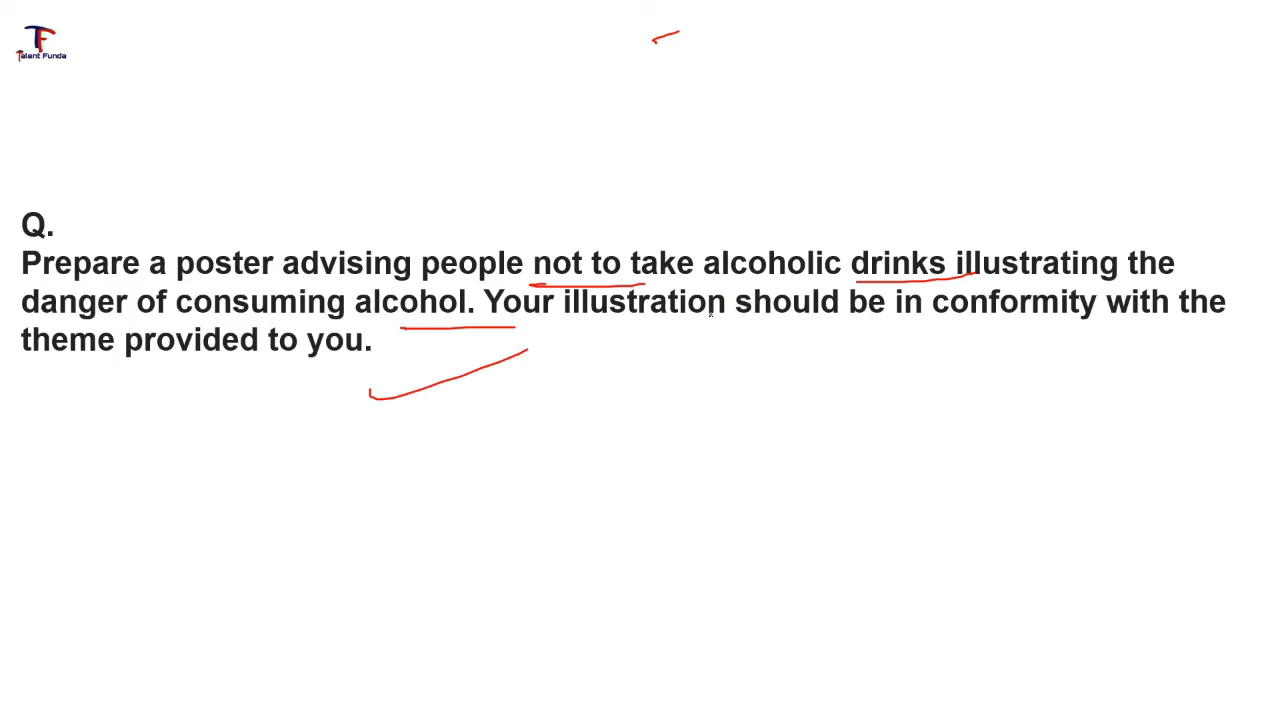 TF
Talent Funda
Q.
Prepare a poster advising people not to take alcoholic drinks illustrating the
danger of consuming alcohol. Your illustration should be in conformity with the
theme provided to you.